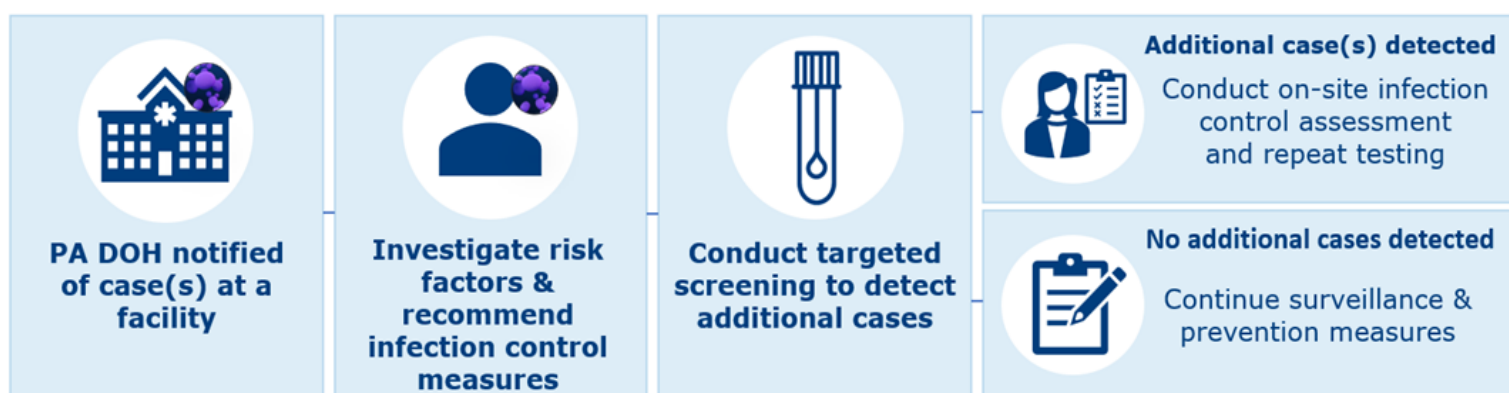 PA DOH notified
of case(s) at a
facility
Investigate risk
factors &
recommend
infection control
measures
Conduct targeted
screening to detect
additional cases
Additional case(s) detected
Conduct on-site infection
control assessment
and repeat testing
No additional cases detected
Continue surveillance &
prevention measures